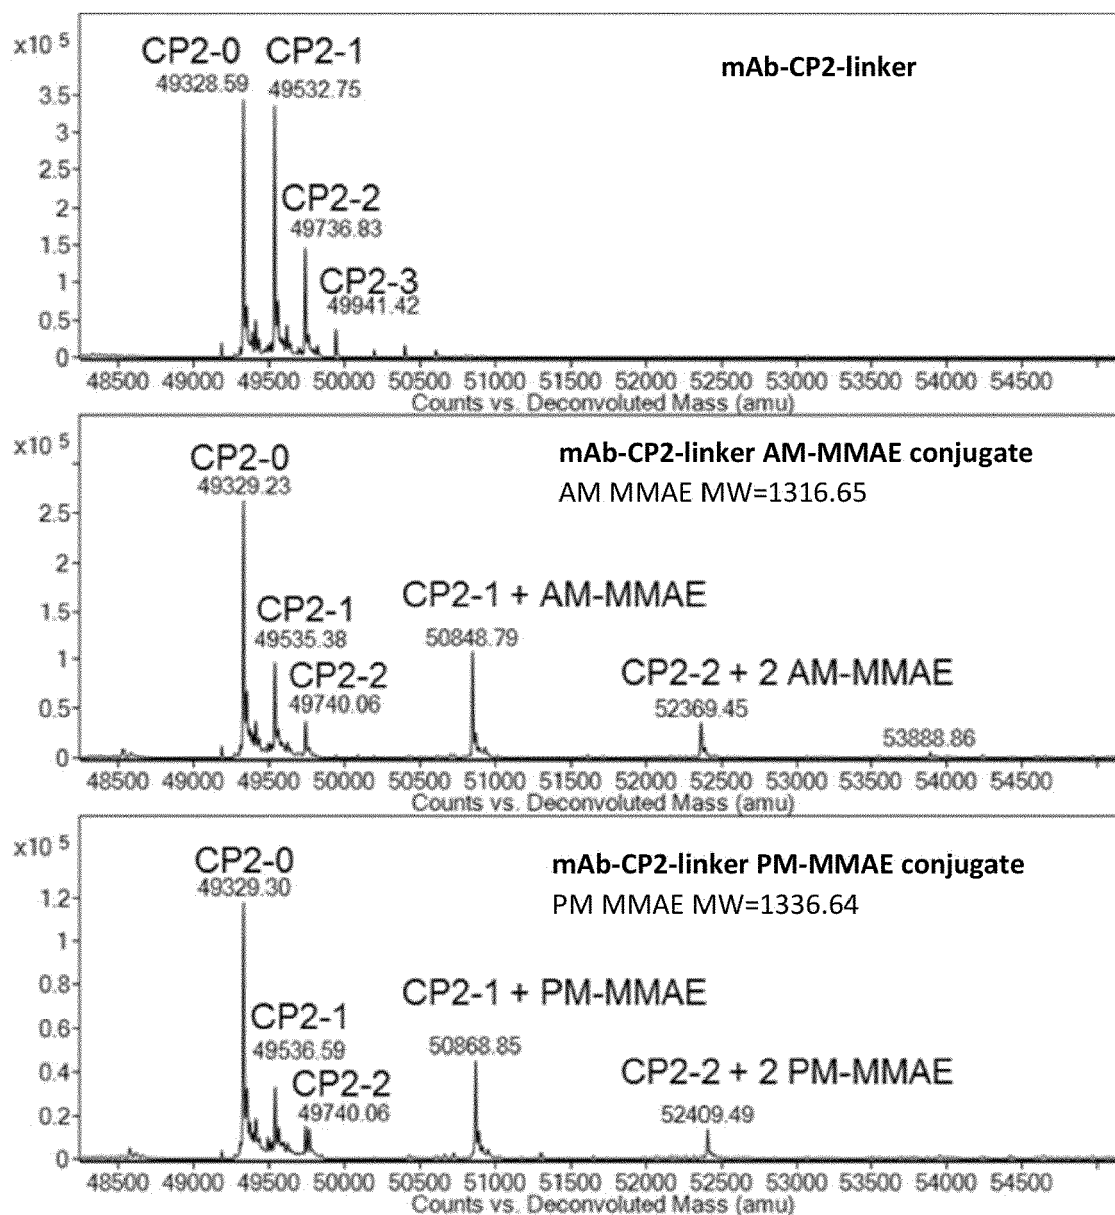 x10 5
CP2-0 CP2-1
49328.59 49532.75
mAb-CP2-linker
3.5
3
2.5
CP2-2
2
49736.83
1.5
CP2-3
1
49941.42
0.5
0
48500 49000 49500 50000 50500 51000 51500 52000 52500 53000 53500 54000 54500
Counts vs. Deconvoluted Mass (amu)
x10 5
CP2-0
49329.23
mAb-CP2-linker AM-MMAE conjugate
AM MMAE MW=1316.65
2.5
2
CP2-1 + AM-MMAE
1.5
CP2-1
49535.38
50848.79
1
CP2-2
49740.06
CP2-2 + 2 AM-MMAE
52369.45
0.5
53888.86
0
48500 49000 49500 50000 50500 51000 51500 52000 52500 53000 53500 54000 54500
Counts vs. Deconvoluted Mass (amu)
x10 5
CP2-0
49329.30
mAb-CP2-linker PM-MMAE conjugate
PM MMAE MW=1336.64
1.2
1
0.8
CP2-1 + PM-MMAE
CP2-1
0.6
49536.59
50868.85
0.4
CP2-2
49740.06
CP2-2 + 2 PM-MMAE
52409.49
0.2
0
48500 49000 49500 50000 50500 51000 51500 52000 52500 53000 53500 54000 54500
Counts vs. Deconvoluted Mass (amu)